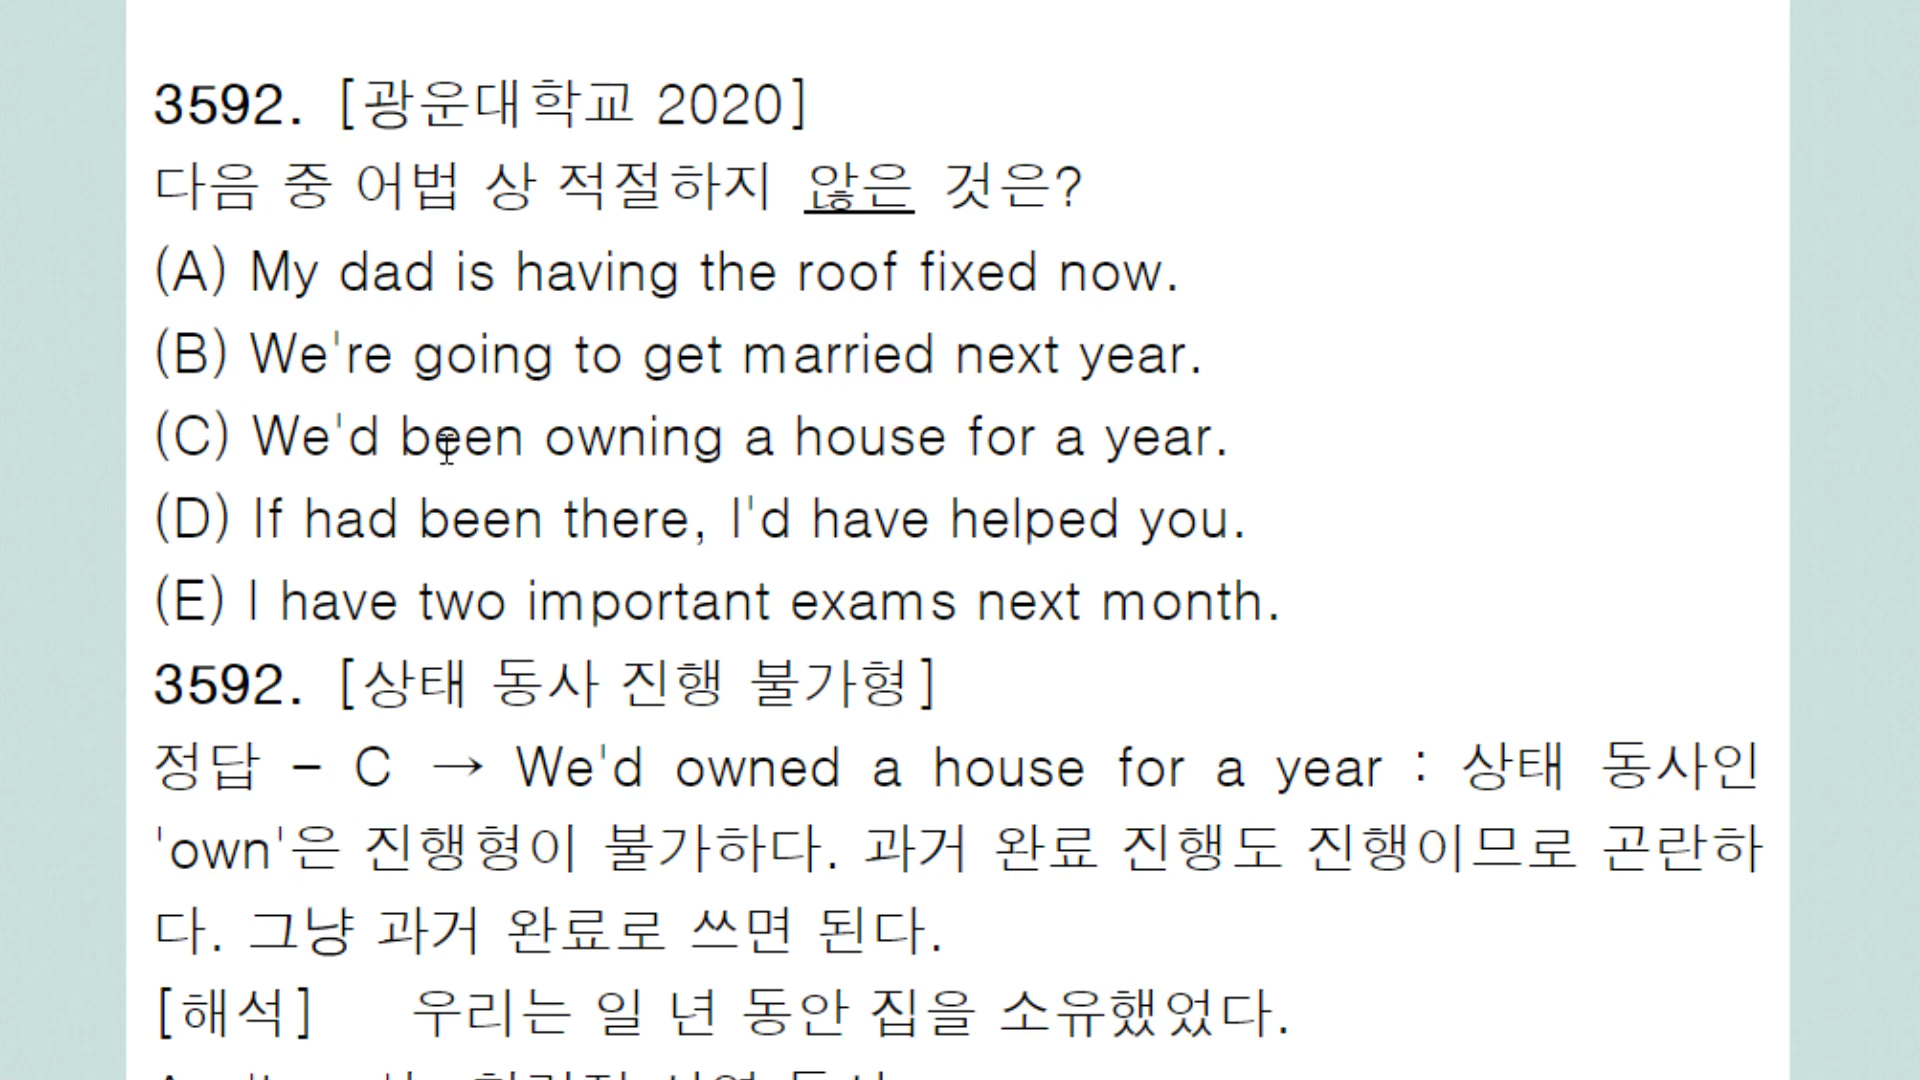 3592. [광운대학교 2020]
다음 중 어법 상 적절하지 않은 것은?
(A) My dad is having the roof fixed now.
(B) We're going to get married next year.
(C) We'd been owning a house for a year.
(D) If had been there, I'd have helped you.
(E) I have two important exams next month.
3592. [상태 동사 진행 불가형]
정답 – C → We'd owned a house for a year : 상태 동사인
'own'은 진행형이 불가하다. 과거 완료 진행도 진행이므로 곤란하
다. 그냥 과거 완료로 쓰면 된다.
[해석] 우리는 일 년 동안 집을 소유했었다.